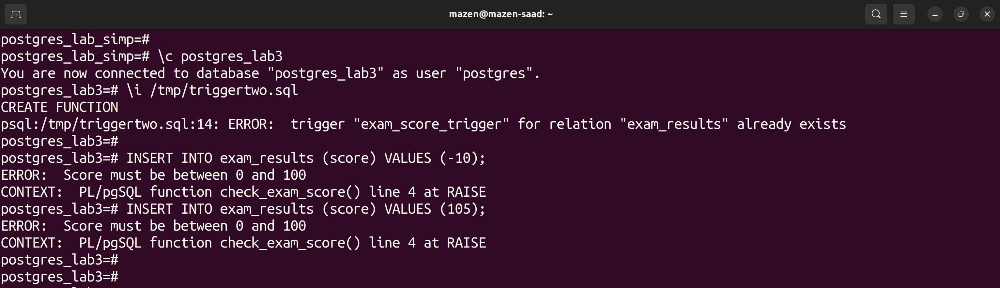 mazen@mazen-saad: ~
postgres_lab_simp=#
postgres_lab_simp=# \c postgres_lab3
You are now connected to database "postgres_lab3" as user "postgres".
postgres_lab3=# \i /tmp/triggertwo.sql
CREATE FUNCTION
psql:/tmp/triggertwo.sql:14: ERROR:  trigger "exam_score_trigger" for relation "exam_results" already exists
postgres_lab3=#
postgres_lab3=# INSERT INTO exam_results (score) VALUES (-10);
ERROR:  Score must be between 0 and 100
CONTEXT:  PL/pgSQL function check_exam_score() line 4 at RAISE
postgres_lab3=# INSERT INTO exam_results (score) VALUES (105);
ERROR:  Score must be between 0 and 100
CONTEXT:  PL/pgSQL function check_exam_score() line 4 at RAISE
postgres_lab3=#
postgres_lab3=#